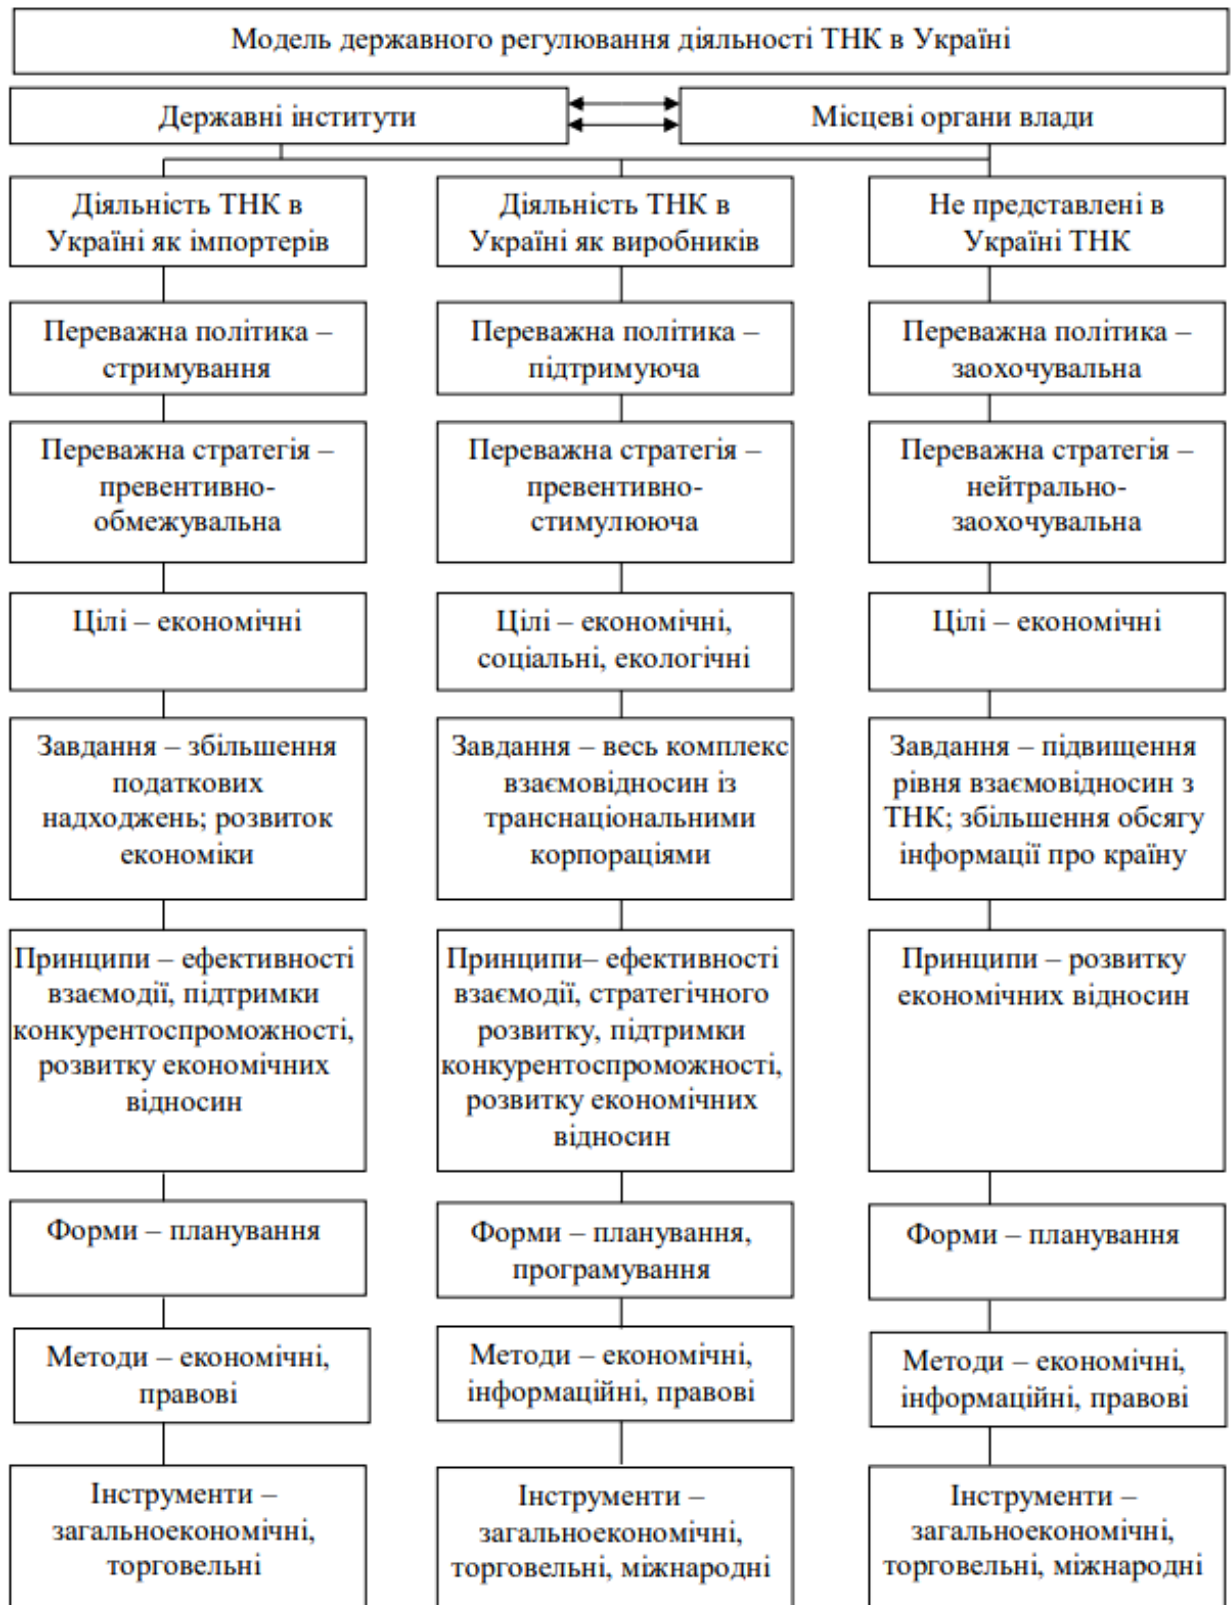 Модель державного регулювання діяльності ТНК в Україні
Державні інститути
Місцеві органи влади
Діяльність ТНК в
Україні як імпортерів
Діяльність ТНК в
Україні як виробників
Не представлені в
Україні ТНК
Переважна політика –
стримування
Переважна політика –
підтримуюча
Переважна політика –
заохочувальна
Переважна стратегія –
превентивно-
обмежувальна
Переважна стратегія –
превентивно-
стимулююча
Переважна стратегія –
нейтрально-
заохочувальна
Цілі – економічні
Цілі – економічні,
соціальні, екологічні
Цілі – економічні
Завдання – збільшення
податкових
надходжень; розвиток
економіки
Завдання – весь комплекс
взаємовідносин із
транснаціональними
корпораціями
Завдання – підвищення
рівня взаємовідносин з
ТНК; збільшення обсягу
інформації про країну
Принципи – ефективності
взаємодії, підтримки
конкурентоспроможності,
розвитку економічних
відносин
Принципи– ефективності
взаємодії, стратегічного
розвитку, підтримки
конкурентоспроможності,
розвитку економічних
відносин
Принципи – розвитку
економічних відносин
Форми – планування
Форми – планування,
програмування
Форми – планування
Методи – економічні,
правові
Методи – економічні,
інформаційні, правові
Методи – економічні,
інформаційні, правові
Інструменти –
загальноекономічні,
торговельні
Інструменти –
загальноекономічні,
торговельні, міжнародні
Інструменти –
загальноекономічні,
торговельні, міжнародні